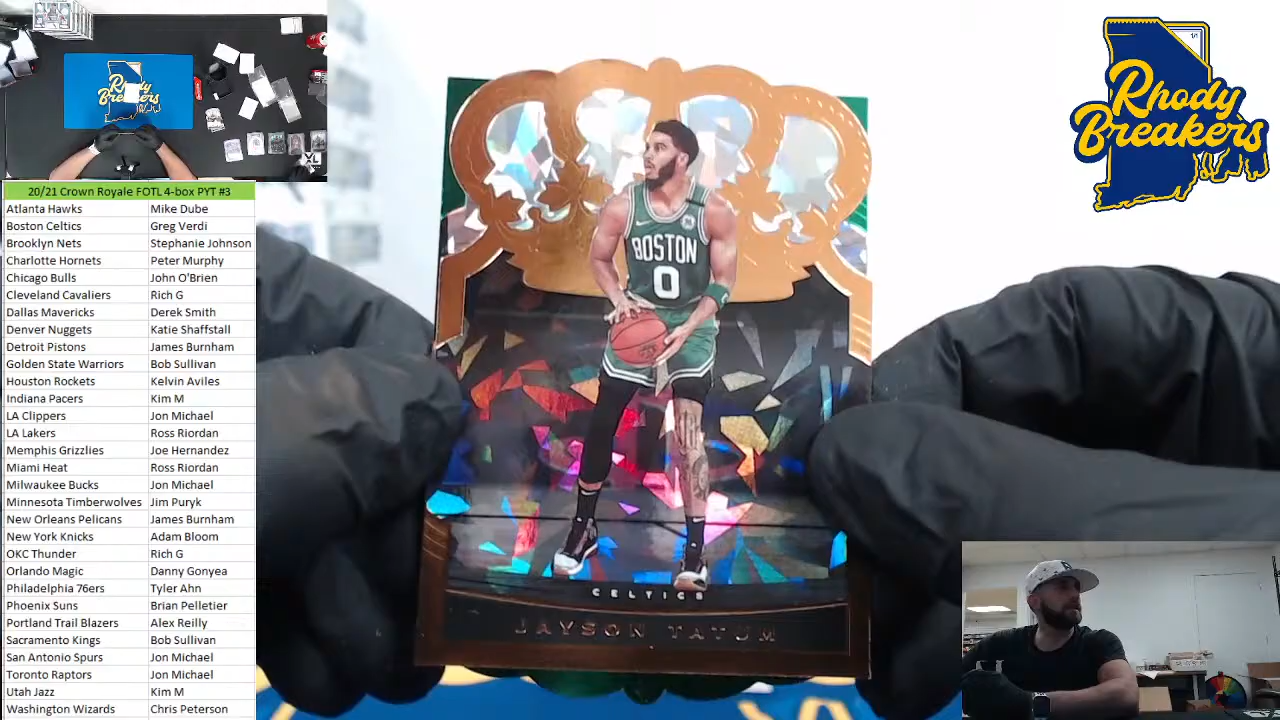 20/21 Crown Royale FOTL 4-box PYT #3
Atlanta Hawks Mike Dube
Boston Celtics Greg Verdi
Brooklyn Nets Stephanie Johnson
Charlotte Hornets Peter Murphy
Chicago Bulls John O'Brien
Cleveland Cavaliers Rich G
Dallas Mavericks Derek Smith
Denver Nuggets Katie Shaffstall
Detroit Pistons James Burnham
Golden State Warriors Bob Sullivan
Houston Rockets Kelvin Aviles
Indiana Pacers Kim M
LA Clippers Jon Michael
LA Lakers Ross Riordan
Memphis Grizzlies Joe Hernandez
Miami Heat Ross Riordan
Milwaukee Bucks Jon Michael
Minnesota Timberwolves Jim Puryk
New Orleans Pelicans James Burnham
New York Knicks Adam Bloom
OKC Thunder Rich G
Orlando Magic Danny Gonyea
Philadelphia 76ers Tyler Ahn
Phoenix Suns Brian Pelletier
Portland Trail Blazers Alex Reilly
Sacramento Kings Bob Sullivan
San Antonio Spurs Jon Michael
Toronto Raptors Jon Michael
Utah Jazz Kim M
Washington Wizards Chris Peterson
Rhody
Breakers
XL
BOSTON
0
CELTICS
JAYSON TATUM
1/1
Rhody
Breakers